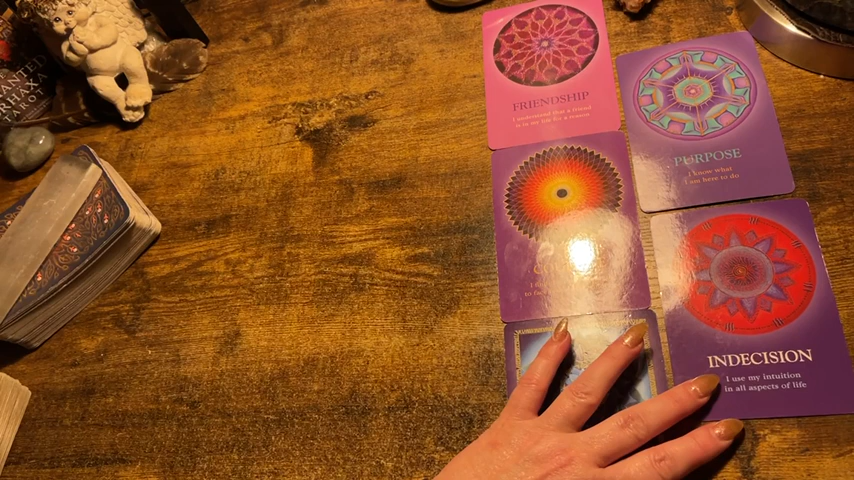 FRIENDSHIP
I understand that a friend
is in my life for a reason
PURPOSE
I know what
I am here to do
INDECISION
I use my intuition
in all aspects of life
TAROT